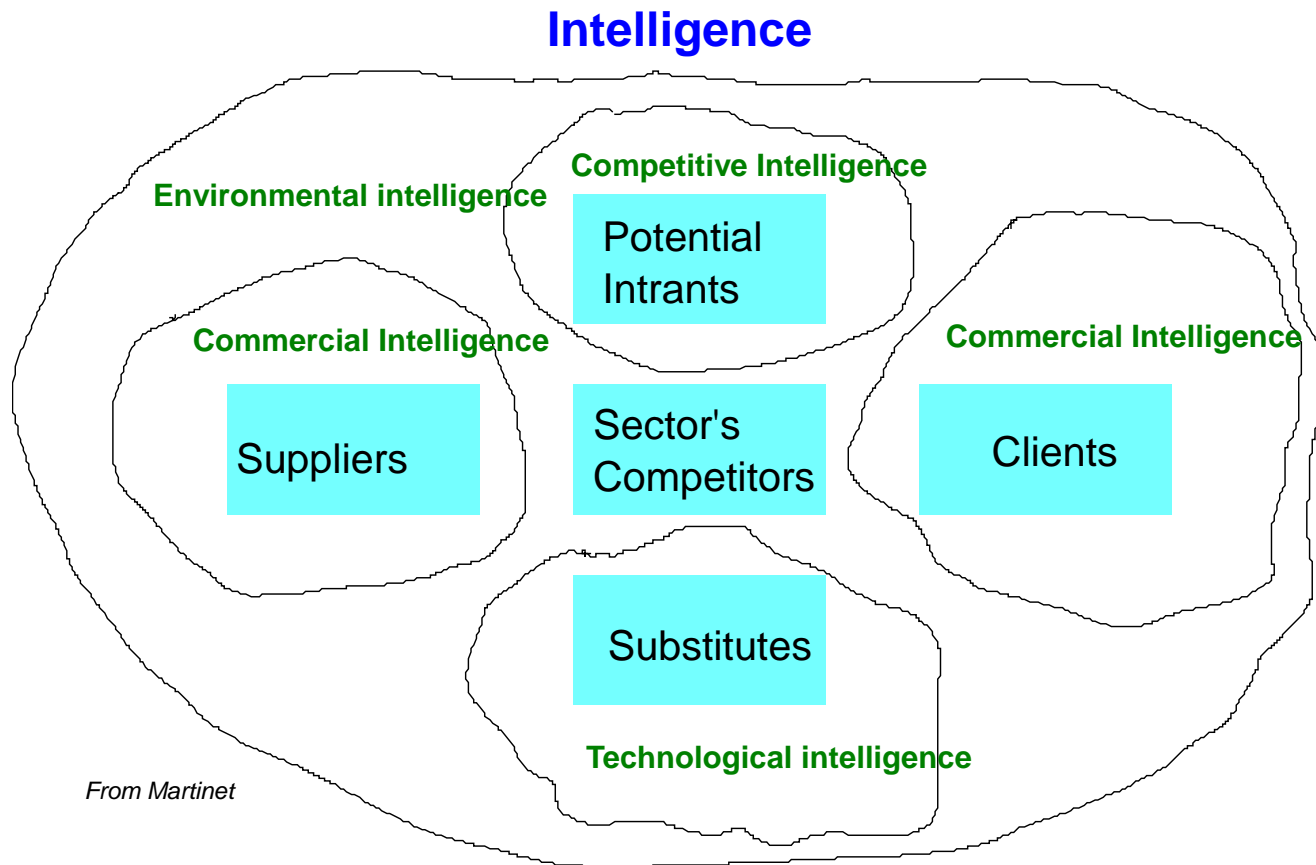 Intelligence
Competitive Intelligence
Environmental intelligence
Potential
Intrants
Commercial Intelligence
Commercial Intelligence
Suppliers
Sector's
Competitors
Clients
Substitutes
Technological intelligence
From Martinet